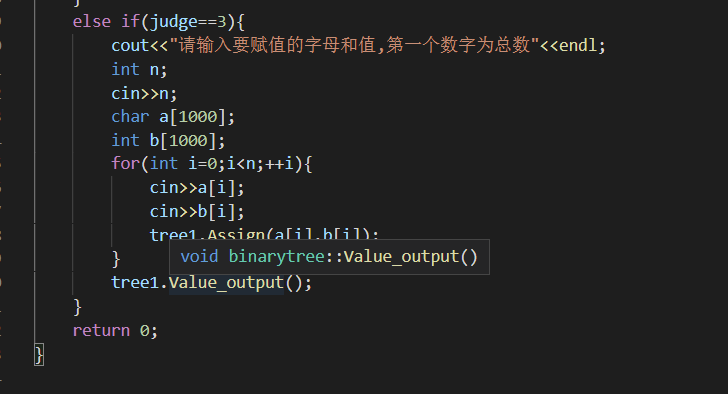 }
else if(judge==3){
cout<<"请输入要赋值的字母和值,第一个数字为总数"<<endl;
int n;
cin>>n;
char a[1000];
int b[1000];
for(int i=0;i<n;++i){
cin>>a[i];
cin>>b[i];
tree1.Assign(a[i],b[i]);
}
void binarytree::Value_output()
tree1.Value_output();
}
return 0;
}